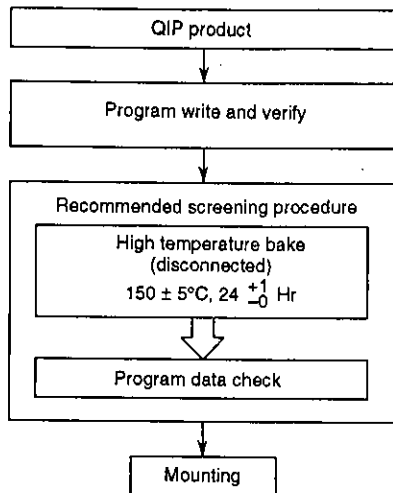 QIP product
Program write and verify
Recommended screening procedure
High temperature bake
(disconnected)
150 ± 5°C, 24 +1 −0 Hr
Program data check
Mounting